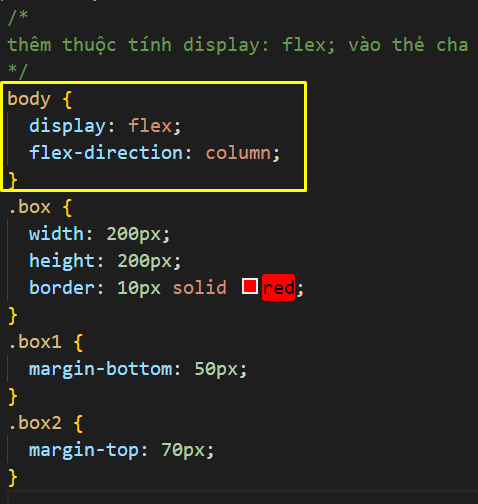 /*
thêm thuộc tính display: flex; vào thẻ cha
*/
body {
  display: flex;
  flex-direction: column;
}
.box {
  width: 200px;
  height: 200px;
  border: 10px solid red;
}
.box1 {
  margin-bottom: 50px;
}
.box2 {
  margin-top: 70px;
}